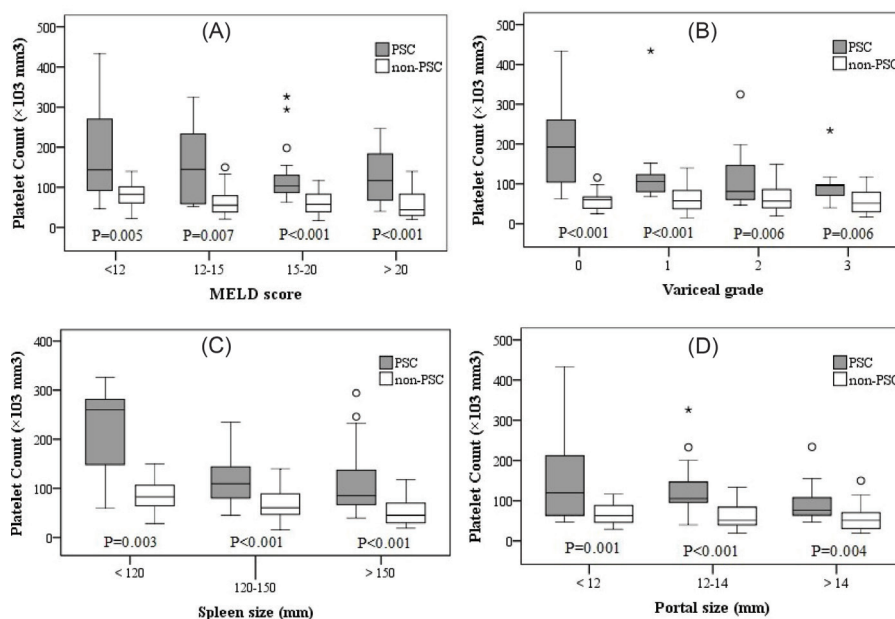 (A)
PSC
non-PSC
Platelet Count (×103 mm3)
500
400
300
200
100
0
P=0.005 P=0.007 P<0.001 P<0.001
<12 12-15 15-20 > 20
MELD score
(B)
PSC
non-PSC
Platelet Count (×103 mm3)
500
400
300
200
100
0
P<0.001 P<0.001 P=0.006 P=0.006
0 1 2 3
Variceal grade
(C)
PSC
non-PSC
Platelet Count (×103 mm3)
400
300
200
100
0
P=0.003 P<0.001 P<0.001
< 120 120-150 > 150
Spleen size (mm)
(D)
PSC
non-PSC
Platelet Count (×103 mm3)
500
400
300
200
100
0
P=0.001 P<0.001 P=0.004
< 12 12-14 > 14
Portal size (mm)